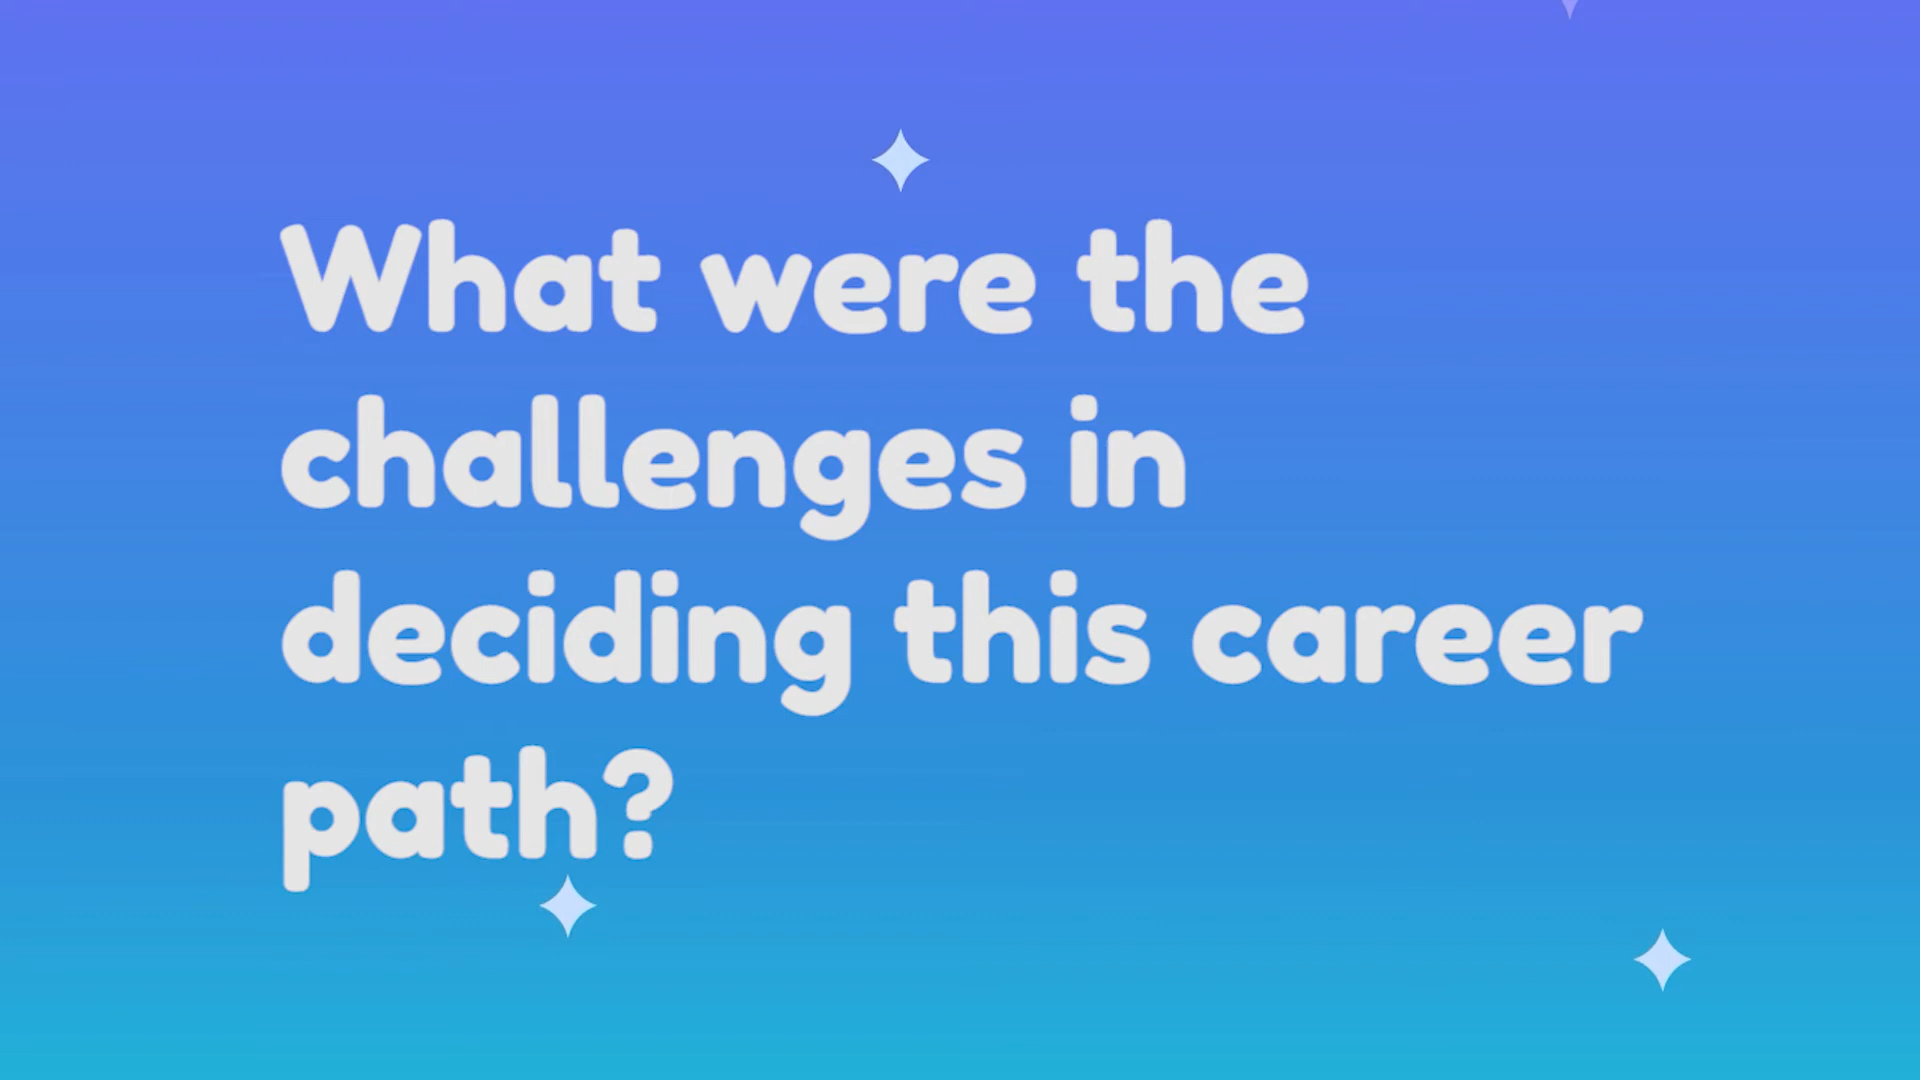 What were the
challenges in
deciding this career
path?